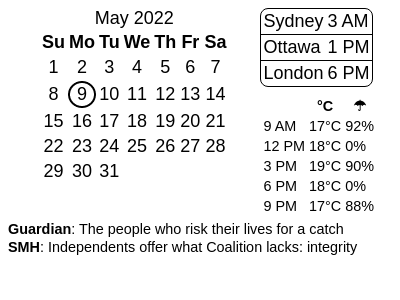 May 2022
Su Mo Tu We Th Fr Sa
1 2 3 4 5 6 7
8 9 10 11 12 13 14
15 16 17 18 19 20 21
22 23 24 25 26 27 28
29 30 31
Sydney 3 AM
Ottawa 1 PM
London 6 PM
°C ☂
9 AM 17°C 92%
12 PM 18°C 0%
3 PM 19°C 90%
6 PM 18°C 0%
9 PM 17°C 88%
Guardian: The people who risk their lives for a catch
SMH: Independents offer what Coalition lacks: integrity